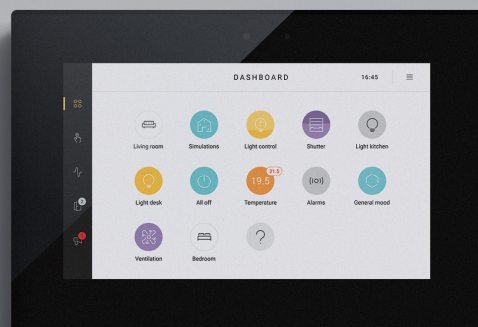 DASHBOARD
16:45
Living room
Simulations
Light control
Shutter
Light kitchen
21.5
19.5
Light desk
All off
Temperature
Alarms
General mood
?
Ventilation
Bedroom